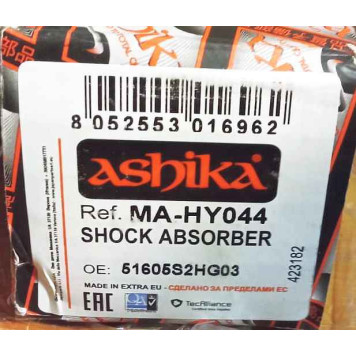 8 052553 016962
ashika
Ref. MA-HY044
SHOCK ABSORBER
OE: 51605S2HG03
423182
MADE IN EXTRA EU - СДЕЛАНО ЗА ПРЕДЕЛАМИ ЕС
EAC
TecAlliance